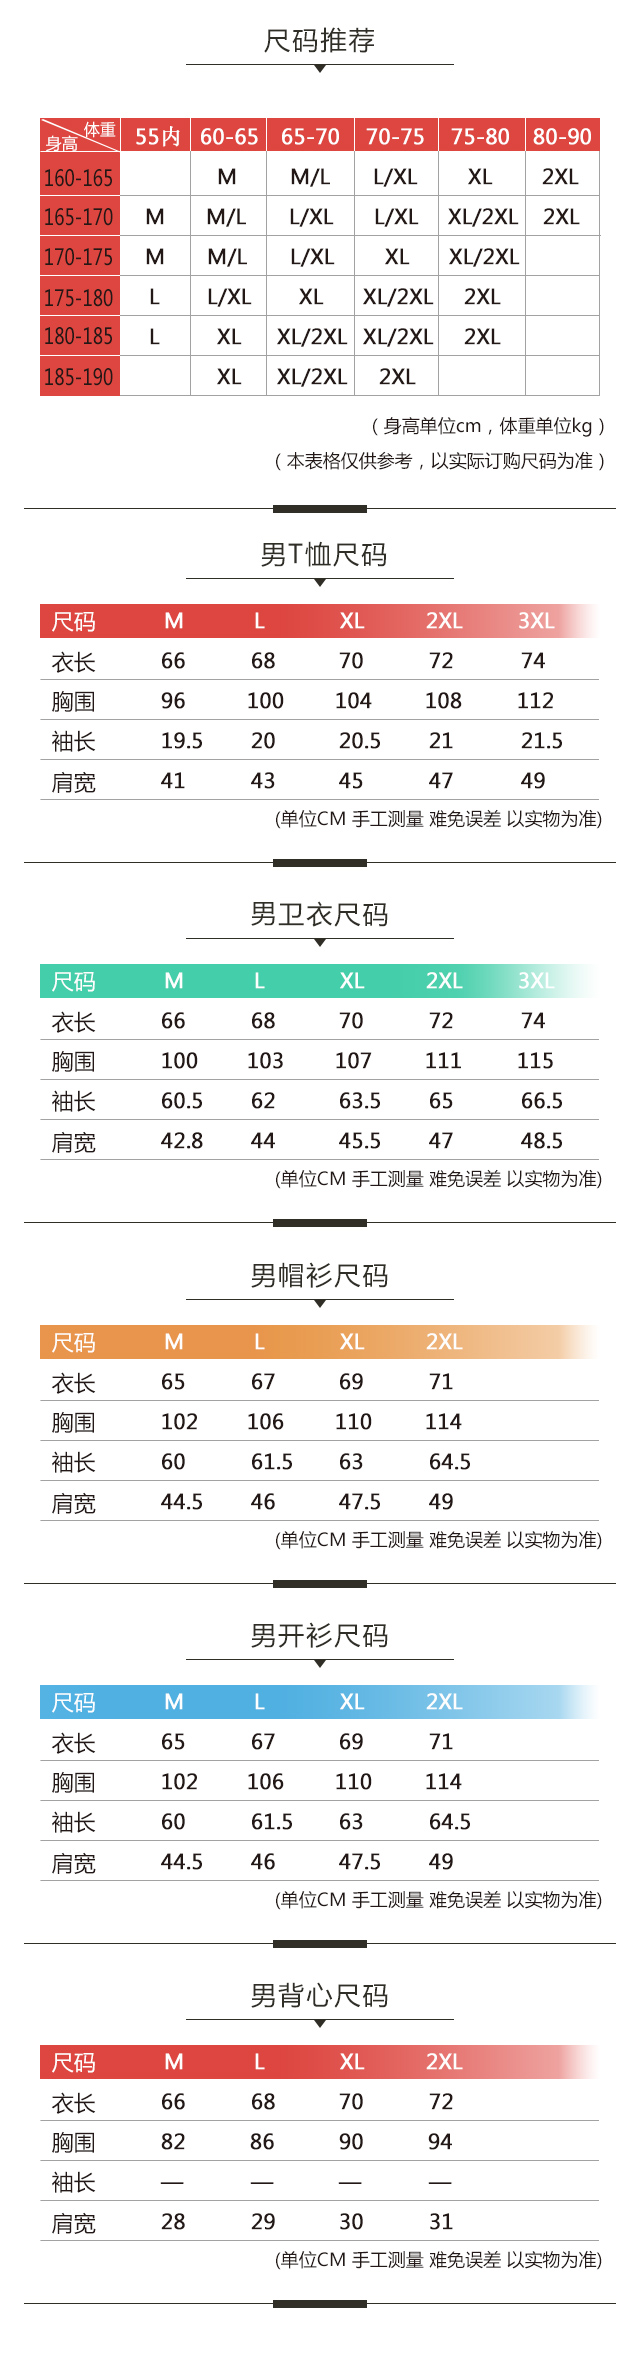 尺码推荐
体重 55内 60-65 65-70 70-75 75-80 80-90
身高
160-165 M M/L L/XL XL 2XL
165-170 M M/L L/XL L/XL XL/2XL 2XL
170-175 M M/L L/XL XL XL/2XL
175-180 L L/XL XL XL/2XL 2XL
180-185 L XL XL/2XL XL/2XL 2XL
185-190 XL XL/2XL 2XL
（身高单位cm，体重单位kg）
（本表格仅供参考，以实际订购尺码为准）
男T恤尺码
尺码 M L XL 2XL 3XL
衣长 66 68 70 72 74
胸围 96 100 104 108 112
袖长 19.5 20 20.5 21 21.5
肩宽 41 43 45 47 49
(单位CM 手工测量 难免误差 以实物为准)
男卫衣尺码
尺码 M L XL 2XL 3XL
衣长 66 68 70 72 74
胸围 100 103 107 111 115
袖长 60.5 62 63.5 65 66.5
肩宽 42.8 44 45.5 47 48.5
(单位CM 手工测量 难免误差 以实物为准)
男帽衫尺码
尺码 M L XL 2XL
衣长 65 67 69 71
胸围 102 106 110 114
袖长 60 61.5 63 64.5
肩宽 44.5 46 47.5 49
(单位CM 手工测量 难免误差 以实物为准)
男开衫尺码
尺码 M L XL 2XL
衣长 65 67 69 71
胸围 102 106 110 114
袖长 60 61.5 63 64.5
肩宽 44.5 46 47.5 49
(单位CM 手工测量 难免误差 以实物为准)
男背心尺码
尺码 M L XL 2XL
衣长 66 68 70 72
胸围 82 86 90 94
袖长 — — — —
肩宽 28 29 30 31
(单位CM 手工测量 难免误差 以实物为准)